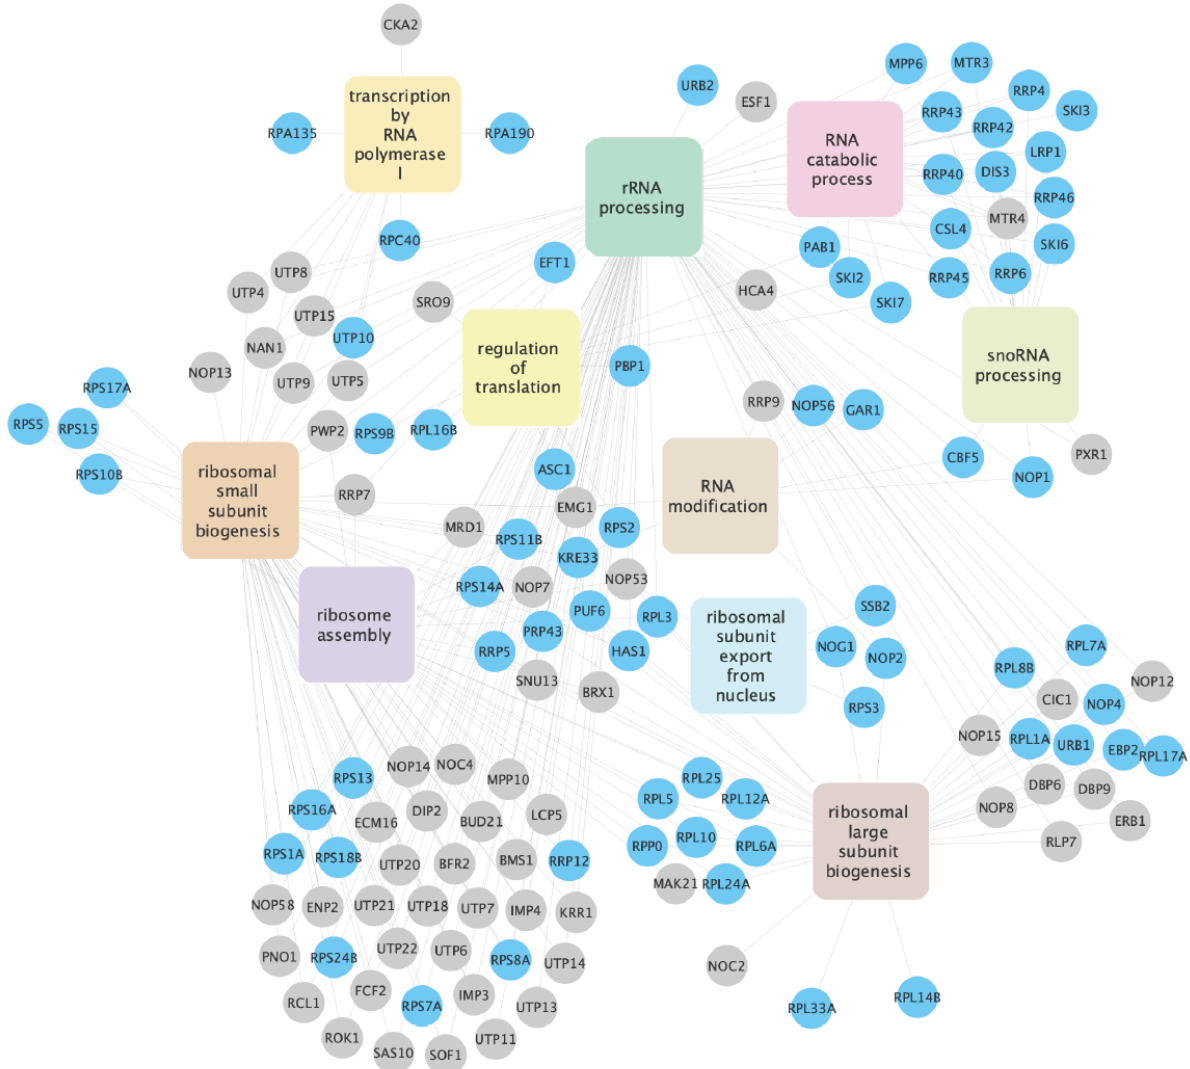 CKA2
transcription
by
RNA
polymerase
I
RPA135
RPA190
RPC40
URB2
ESF1
rRNA
processing
RNA
catabolic
process
MPP6
MTR3
RRP43
RRP4
SKI3
RRP42
LRP1
RRP40
DIS3
RRP46
MTR4
CSL4
SKI6
RRP45
RRP6
PAB1
SKI2
SKI7
HCA4
EFT1
SRO9
UTP8
UTP4
UTP15
UTP10
NAN1
NOP13
UTP9
UTP5
PWP2
RPS9B
RPL16B
regulation
of
translation
PBP1
snoRNA
processing
RRP9
NOP56
GAR1
CBF5
NOP1
PXR1
RPS17A
RPS5
RPS15
RPS10B
ribosomal
small
subunit
biogenesis
RRP7
RNA
modification
ASC1
EMG1
MRD1
RPS11B
RPS2
KRE33
RPS14A
NOP7
NOP53
PUF6
RPL3
PRP43
RRP5
HAS1
SNU13
BRX1
ribosome
assembly
ribosomal
subunit
export
from
nucleus
SSB2
NOG1
NOP2
RPS3
RPL7A
RPL8B
NOP12
CIC1
NOP4
NOP15
RPL1A
URB1
EBP2
RPL17A
DBP6
DBP9
NOP8
ERB1
RLP7
ribosomal
large
subunit
biogenesis
RPL25
RPL5
RPL12A
RPP0
RPL10
RPL6A
MAK21
RPL24A
NOC2
RPL33A
RPL14B
NOP14
NOC4
RPS13
MPP10
RPS16A
DIP2
LCP5
ECM16
BUD21
RPS1A
RPS18B
UTP20
BFR2
BMS1
RRP12
NOP58
ENP2
UTP21
UTP18
UTP7
IMP4
KRR1
PNO1
RPS24B
UTP22
UTP6
RPS8A
UTP14
RCL1
FCF2
RPS7A
IMP3
UTP13
ROK1
SAS10
SOF1
UTP11